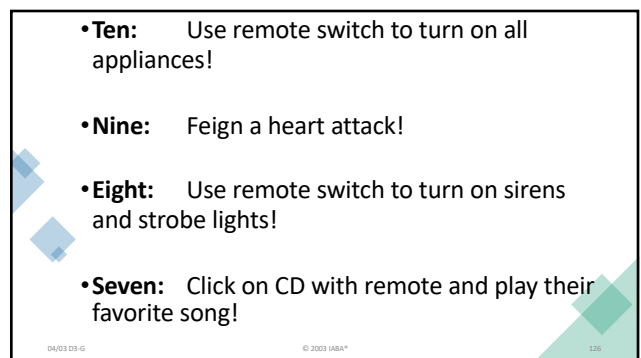 •Ten: Use remote switch to turn on all
appliances!
•Nine: Feign a heart attack!
•Eight: Use remote switch to turn on sirens
and strobe lights!
•Seven: Click on CD with remote and play their
favorite song!
04/03 D3-G © 2003 IABA® 126